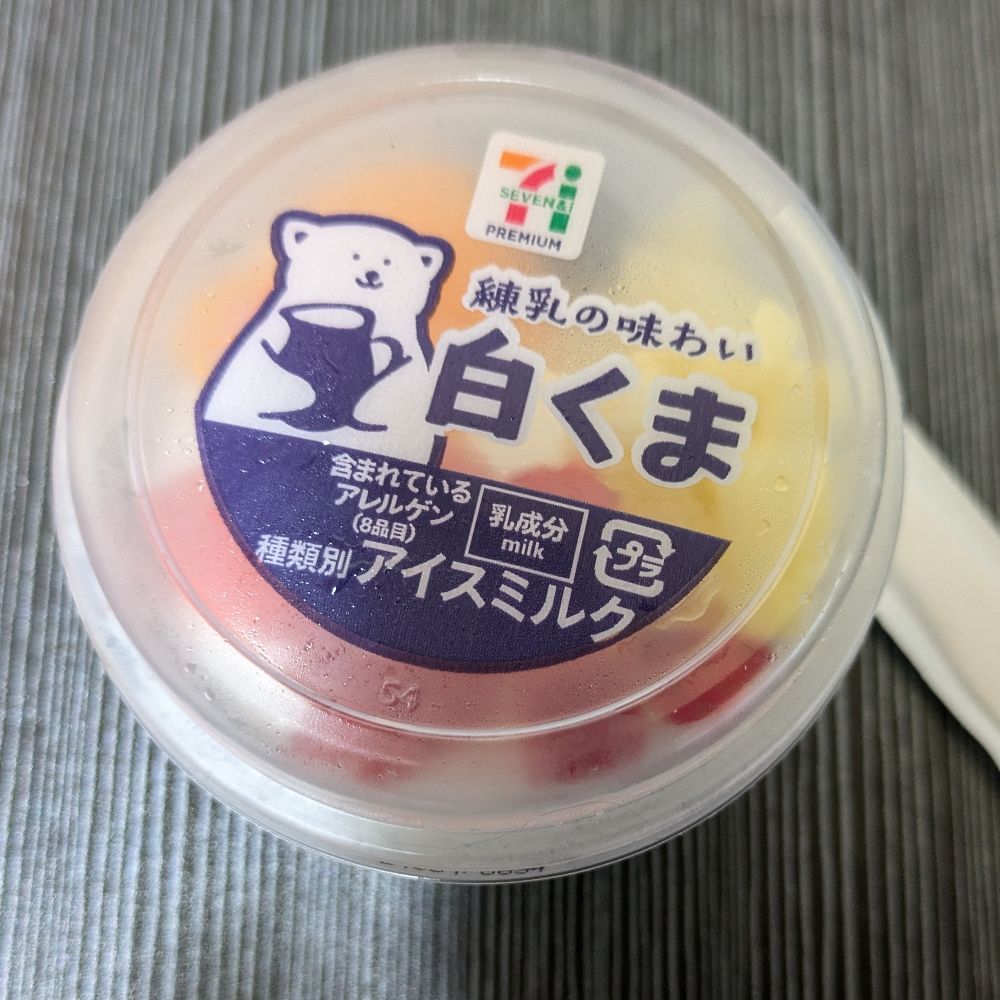 7i
SEVEN&i
PREMIUM
練乳の味わい
白くま
含まれている
アレルゲン
(8品目)
乳成分
milk
プラ
種類別 アイスミルク
54